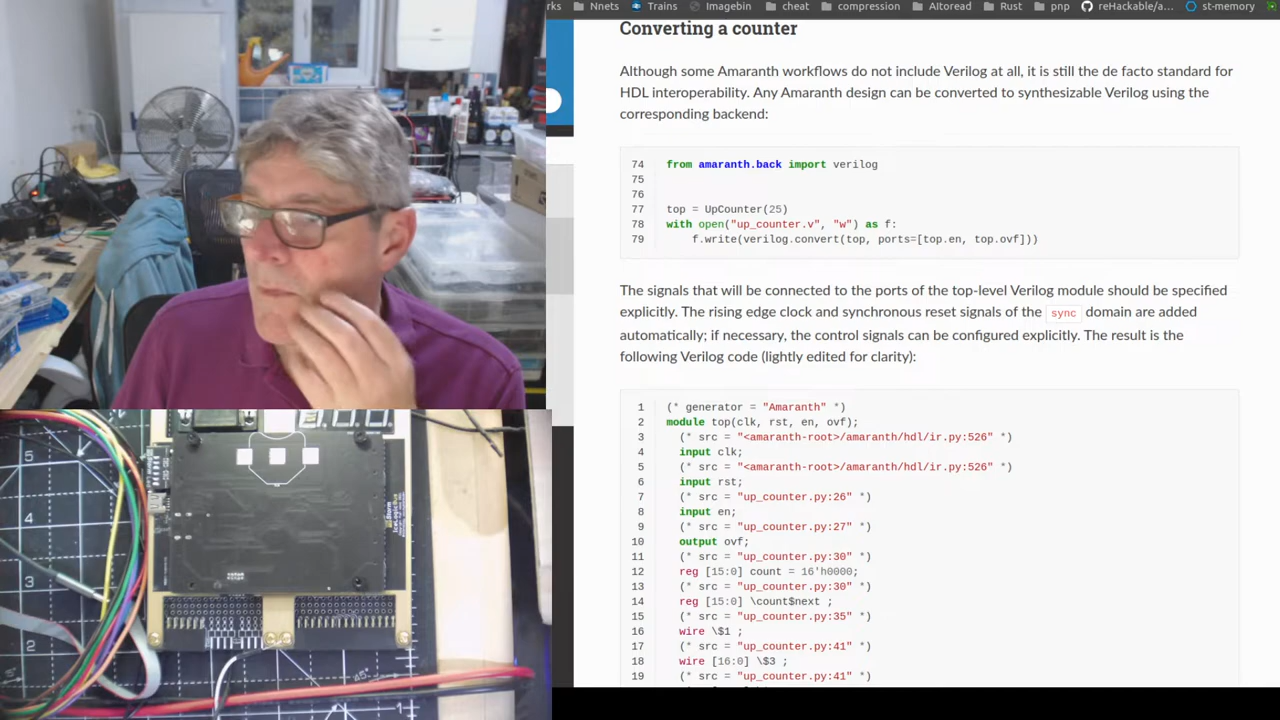 rks
Nnets
Trains
Imagebin
cheat
compression
AItoread
Rust
pnp
reHackable/a...
st-memory
Converting a counter
Although some Amaranth workflows do not include Verilog at all, it is still the de facto standard for
HDL interoperability. Any Amaranth design can be converted to synthesizable Verilog using the
corresponding backend:
74 from amaranth.back import verilog
75
76
77 top = UpCounter(25)
78 with open("up_counter.v", "w") as f:
79 f.write(verilog.convert(top, ports=[top.en, top.ovf]))
The signals that will be connected to the ports of the top-level Verilog module should be specified
explicitly. The rising edge clock and synchronous reset signals of the sync domain are added
automatically; if necessary, the control signals can be configured explicitly. The result is the
following Verilog code (lightly edited for clarity):
1 (* generator = "Amaranth" *)
2 module top(clk, rst, en, ovf);
3 (* src = "<amaranth-root>/amaranth/hdl/ir.py:526" *)
4 input clk;
5 (* src = "<amaranth-root>/amaranth/hdl/ir.py:526" *)
6 input rst;
7 (* src = "up_counter.py:26" *)
8 input en;
9 (* src = "up_counter.py:27" *)
10 output ovf;
11 (* src = "up_counter.py:30" *)
12 reg [15:0] count = 16'h0000;
13 (* src = "up_counter.py:30" *)
14 reg [15:0] \count$next ;
15 (* src = "up_counter.py:35" *)
16 wire \$1 ;
17 (* src = "up_counter.py:41" *)
18 wire [16:0] \$3 ;
19 (* src = "up_counter.py:41" *)
5
4
3
2
1